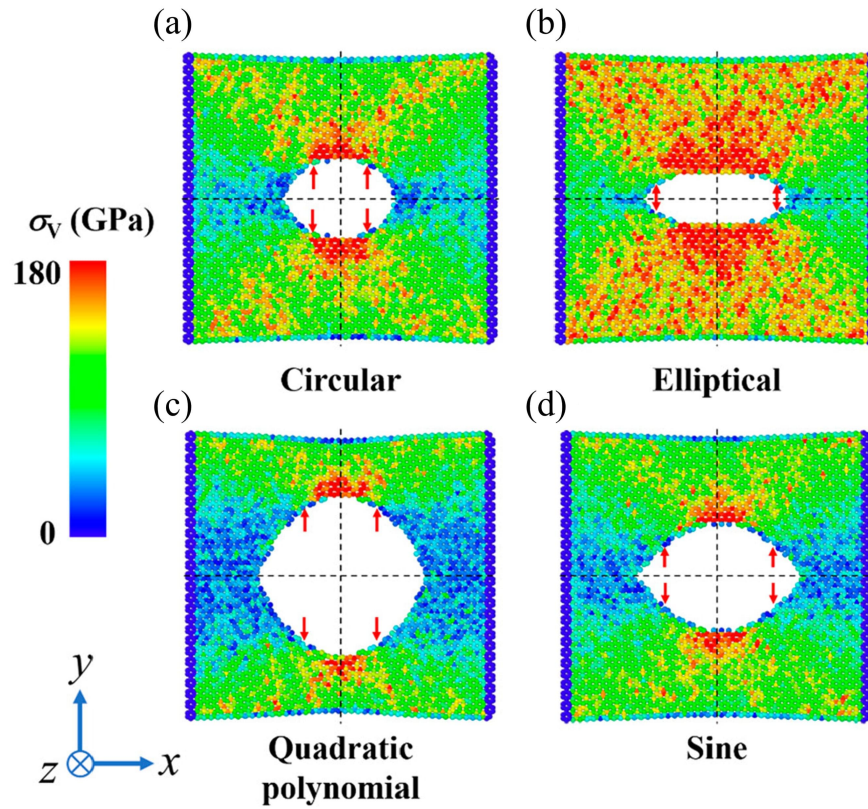 (a)
(b)
σV (GPa)
180
0
Circular
Elliptical
(c)
(d)
y
z
x
Quadratic
polynomial
Sine